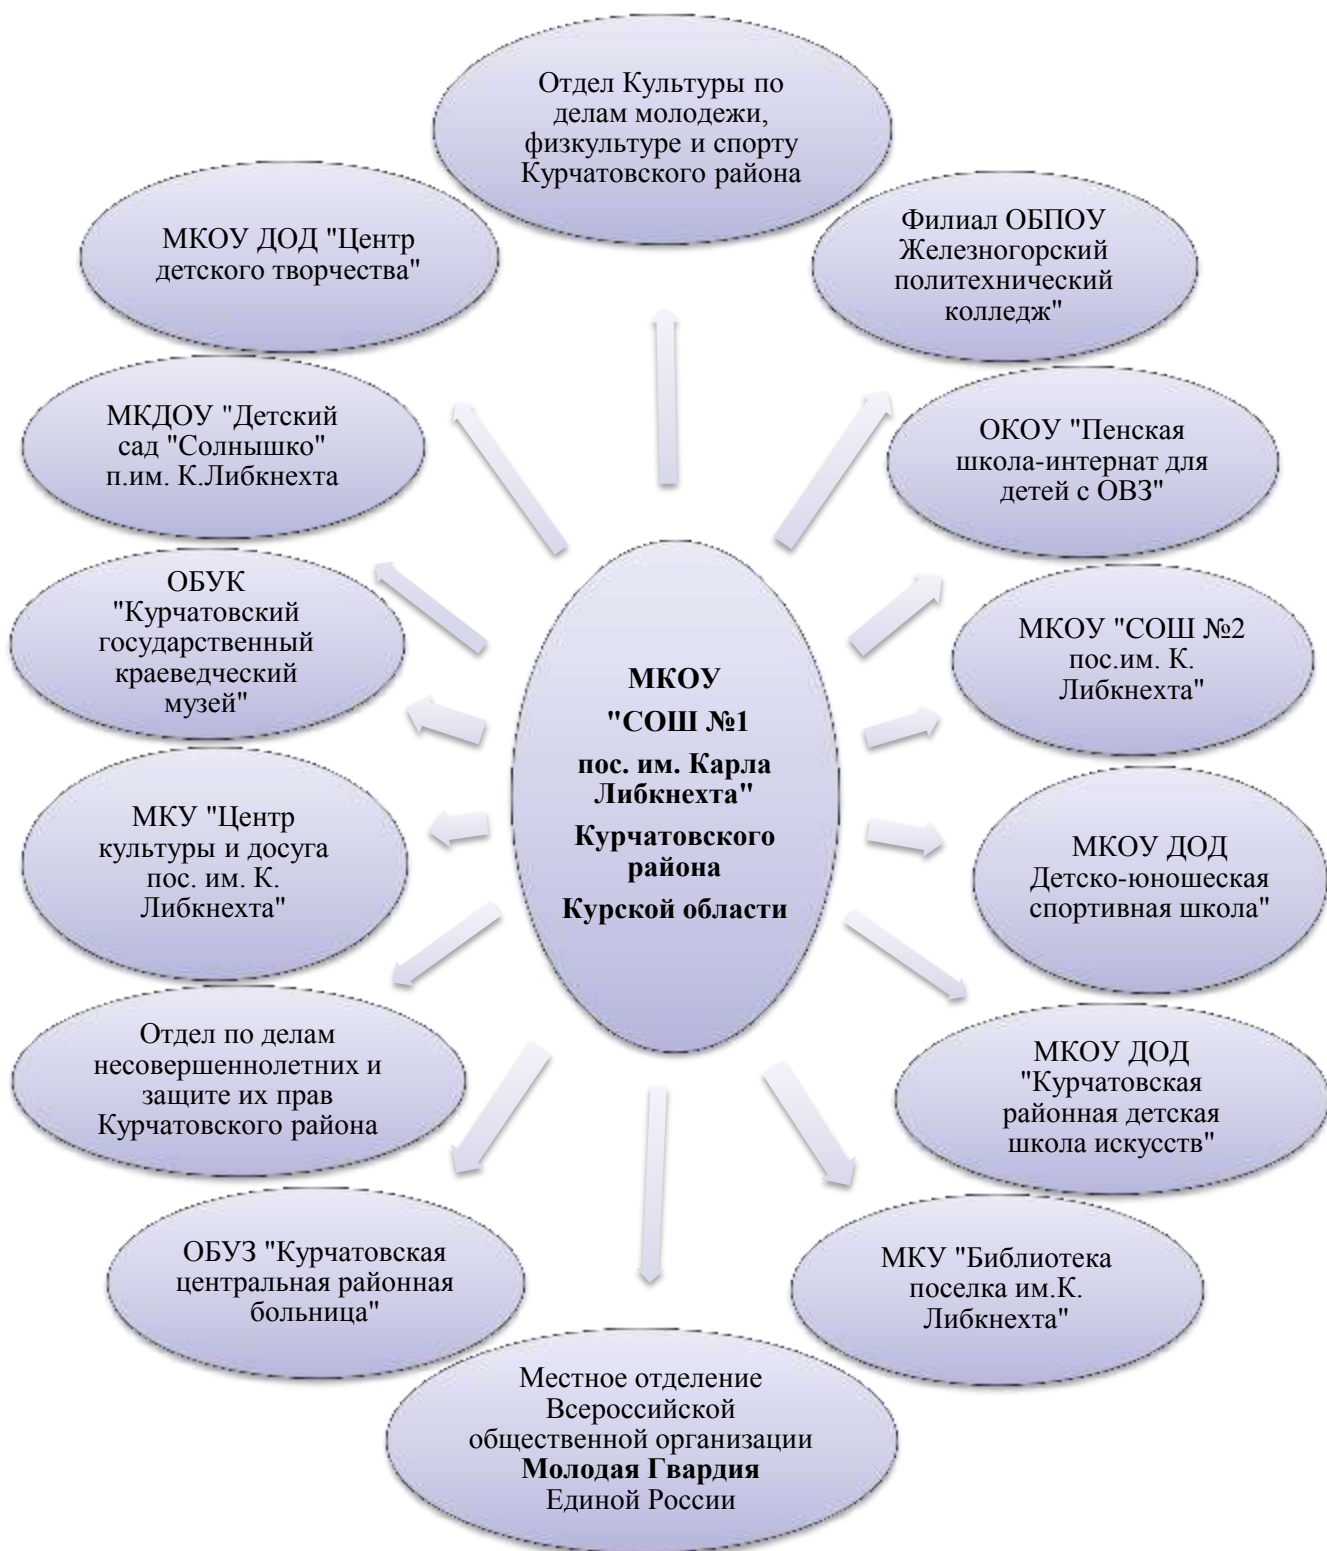 Отдел Культуры по
делам молодежи,
физкультуре и спорту
Курчатовского района
Филиал ОБПОУ
Железногорский
политехнический
колледж"
ОКОУ "Пенская
школа-интернат для
детей с ОВЗ"
МКОУ "СОШ №2
пос.им. К.
Либкнехта"
МКОУ ДОД
Детско-юношеская
спортивная школа"
МКОУ ДОД
"Курчатовская
районная детская
школа искусств"
МКУ "Библиотека
поселка им.К.
Либкнехта"
Местное отделение
Всероссийской
общественной организации
Молодая Гвардия
Единой России
ОБУЗ "Курчатовская
центральная районная
больница"
Отдел по делам
несовершеннолетних и
защите их прав
Курчатовского района
МКУ "Центр
культуры и досуга
пос. им. К.
Либкнехта"
ОБУК
"Курчатовский
государственный
краеведческий
музей"
МКДОУ "Детский
сад "Солнышко"
п.им. К.Либкнехта
МКОУ ДОД "Центр
детского творчества"
МКОУ
"СОШ №1
пос. им. Карла
Либкнехта"
Курчатовского
района
Курской области